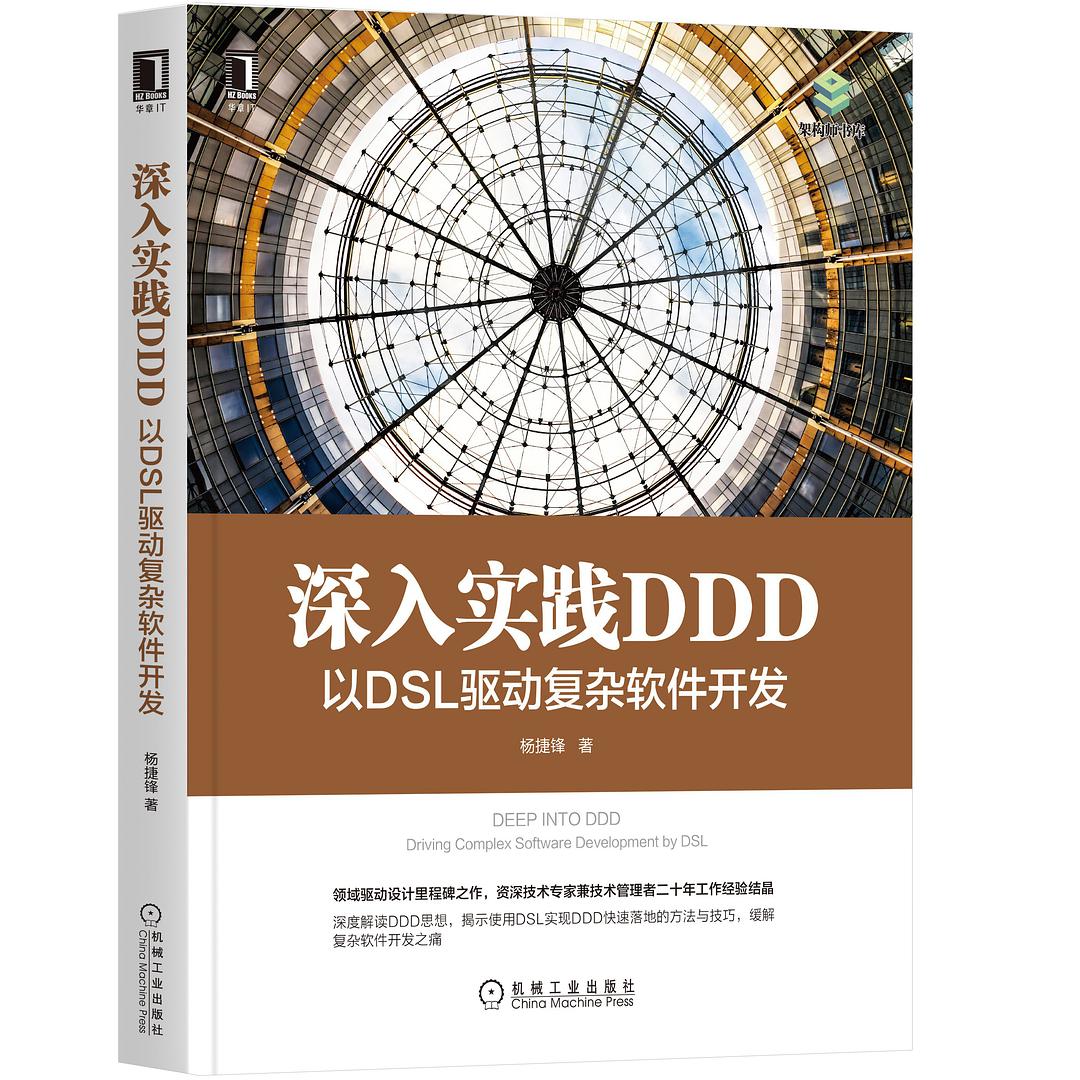 HZ BOOKS
华章IT
深入实践DDD
以DSL驱动复杂软件开发
杨捷锋 著
机械工业出版社
China Machine Press
HZ BOOKS
华章IT
架构师书库
深入实践DDD
以DSL驱动复杂软件开发
杨捷锋 著
DEEP INTO DDD
Driving Complex Software Development by DSL
领域驱动设计里程碑之作，资深技术专家兼技术管理者二十年工作经验结晶
深度解读DDD思想，揭示使用DSL实现DDD快速落地的方法与技巧，缓解
复杂软件开发之痛
机械工业出版社
China Machine Press